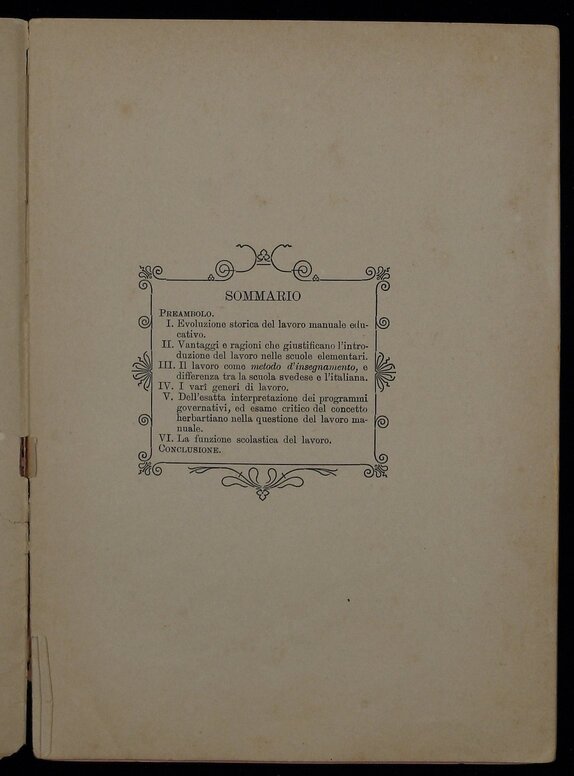 SOMMARIO
PREAMBOLO.
I. Evoluzione storica del lavoro manuale edu-
cativo.
II. Vantaggi e ragioni che giustificano l'intro-
duzione del lavoro nelle scuole elementari.
III. Il lavoro come metodo d'insegnamento, e
differenza tra la scuola svedese e l'italiana.
IV. I varî generi di lavoro.
V. Dell'esatta interpretazione dei programmi
governativi, ed esame critico del concetto
herbartiano nella questione del lavoro ma-
nuale.
VI. La funzione scolastica del lavoro.
CONCLUSIONE.